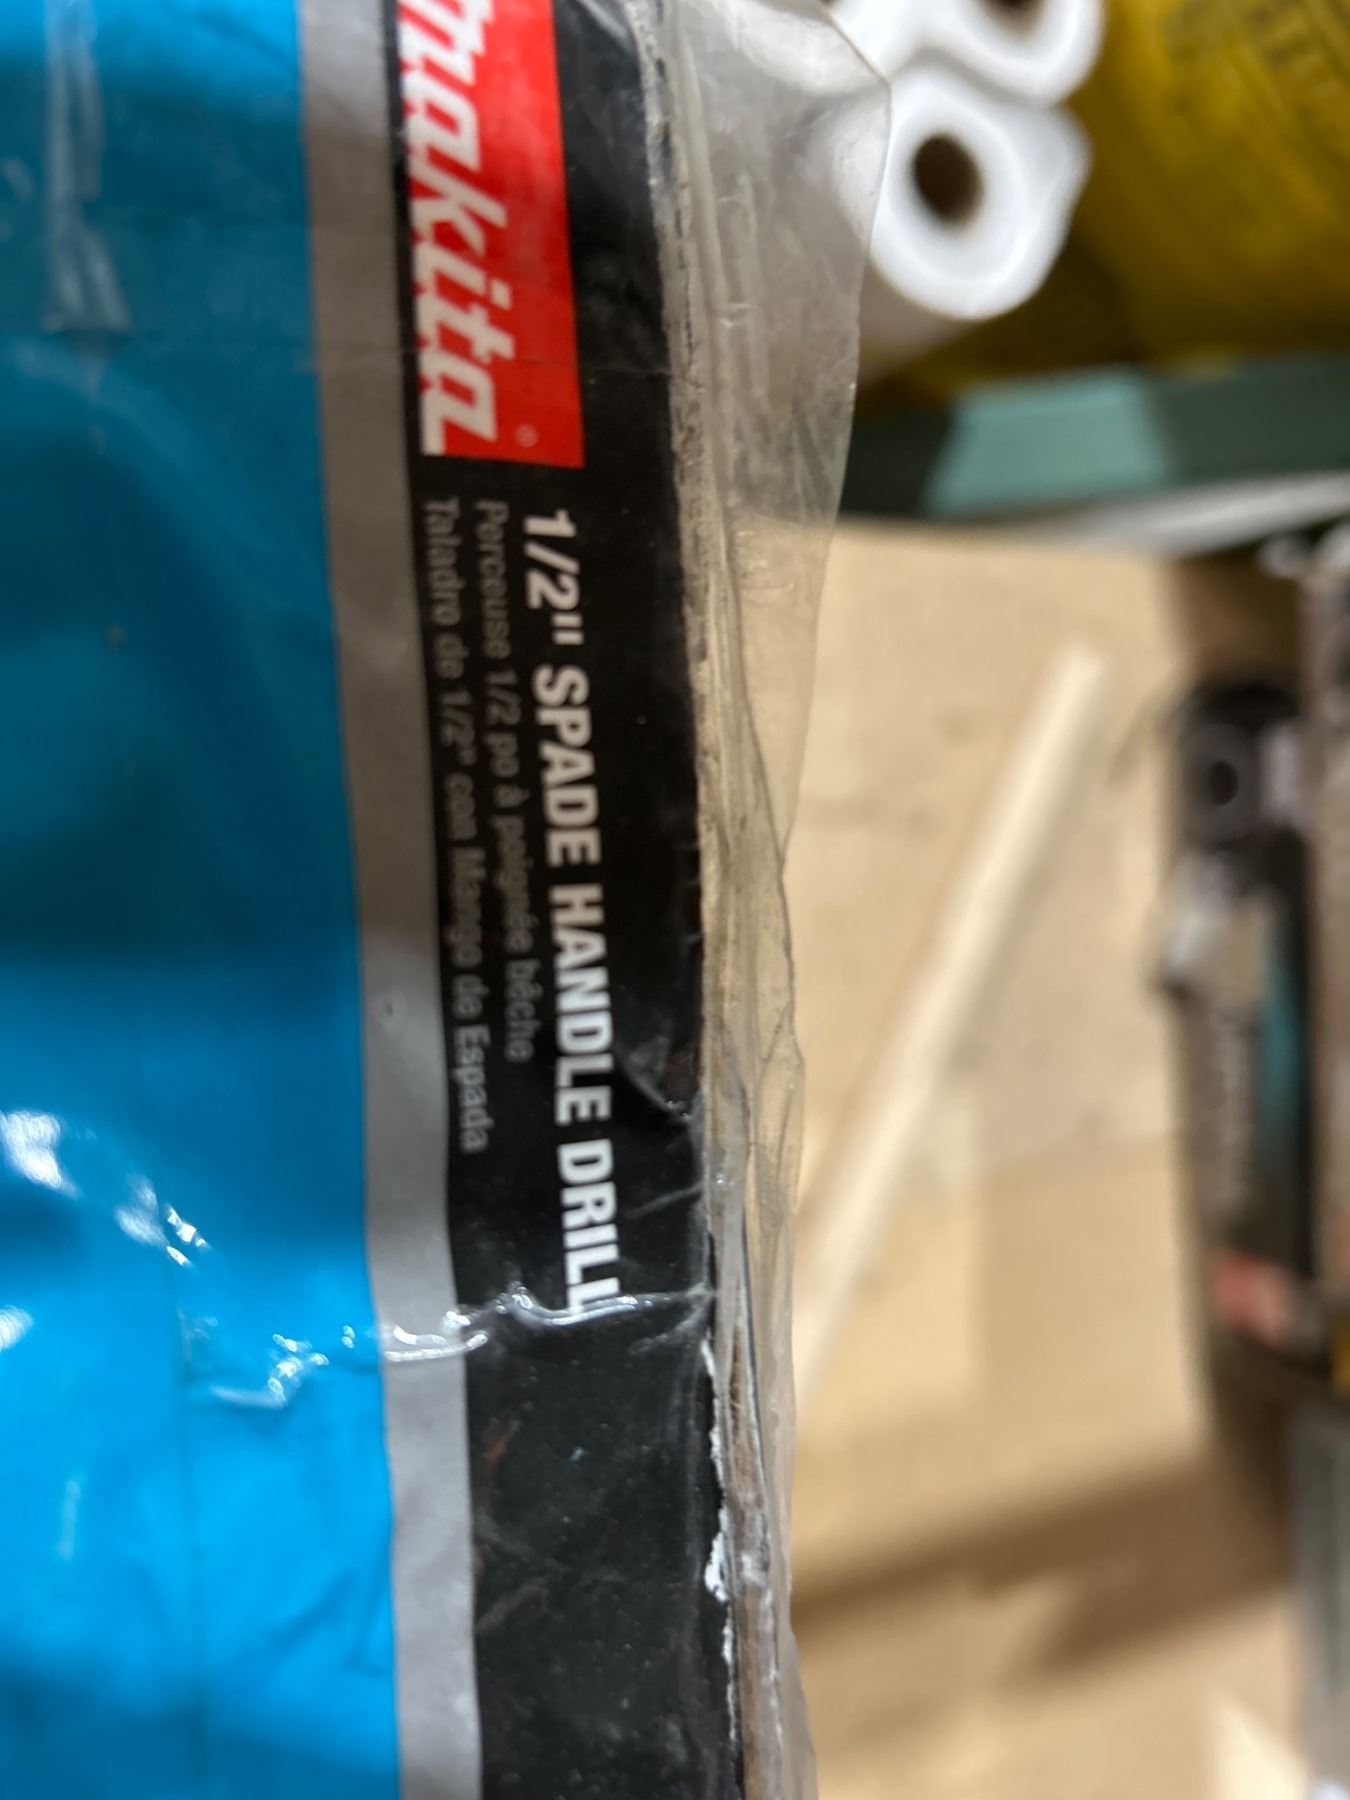 makita®
1/2" SPADE HANDLE DRILL
Perceuse 1/2 po à poignée bêche
Taladro de 1/2" con Mango de Espada